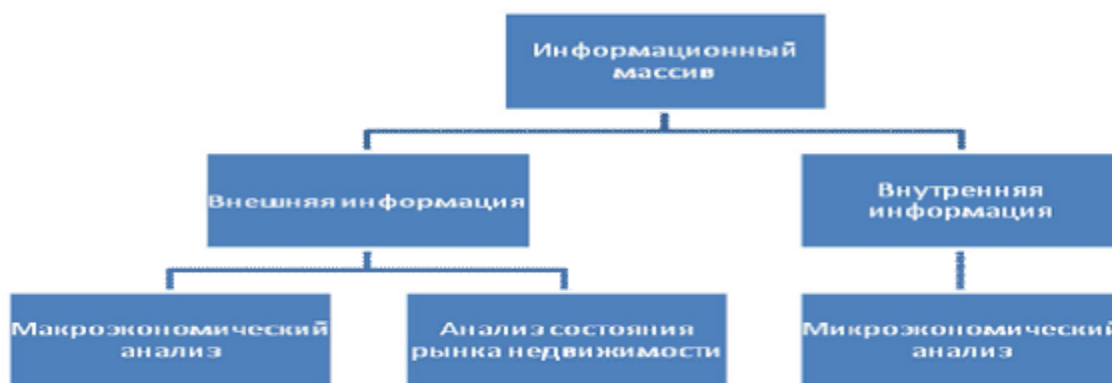 Информационный
массив
Внешняя информация
Внутренняя
информация
Макроэкономический
анализ
Анализ состояния
рынка недвижимости
Микроэкономический
анализ